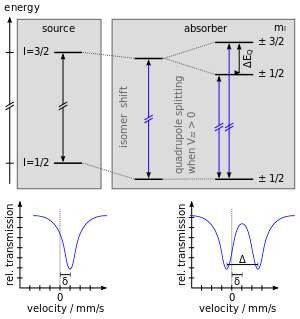 energy
source
absorber
mI
I=3/2
± 3/2
ΔEQ
± 1/2
isomer shift
quadrupole splitting
when Vzz > 0
I=1/2
± 1/2
rel. transmission
δ
0
velocity / mm/s
rel. transmission
Δ
δ
0
velocity / mm/s